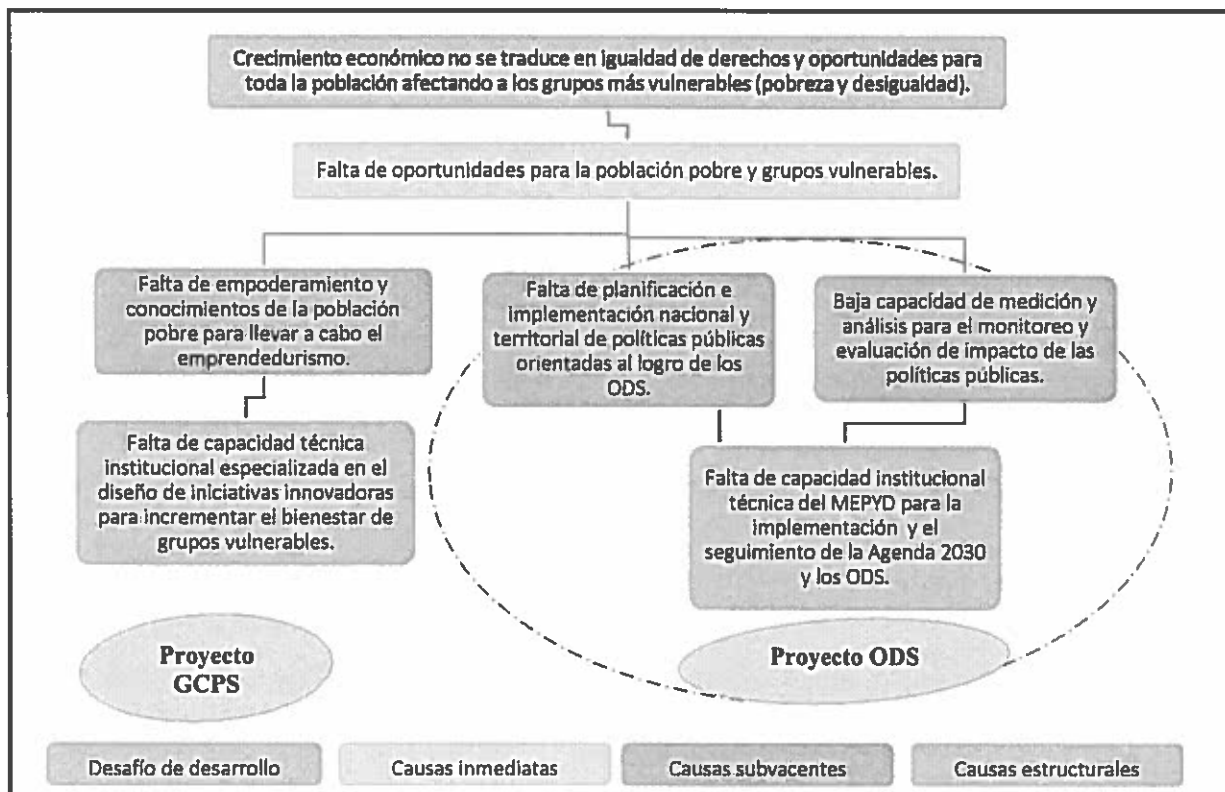 Crecimiento económico no se traduce en igualdad de derechos y oportunidades para
toda la población afectando a los grupos más vulnerables (pobreza y desigualdad).
Falta de oportunidades para la población pobre y grupos vulnerables.
Falta de empoderamiento y
conocimientos de la población
pobre para llevar a cabo el
emprendedurismo.
Falta de planificación e
implementación nacional y
territorial de políticas públicas
orientadas al logro de los
ODS.
Baja capacidad de medición y
análisis para el monitoreo y
evaluación de impacto de las
políticas públicas.
Falta de capacidad técnica
institucional especializada en el
diseño de iniciativas innovadoras
para incrementar el bienestar de
grupos vulnerables.
Falta de capacidad institucional
técnica del MEPYD para la
implementación y el
seguimiento de la Agenda 2030
y los ODS.
Proyecto
GCPS
Proyecto ODS
Desafío de desarrollo
Causas inmediatas
Causas subyacentes
Causas estructurales